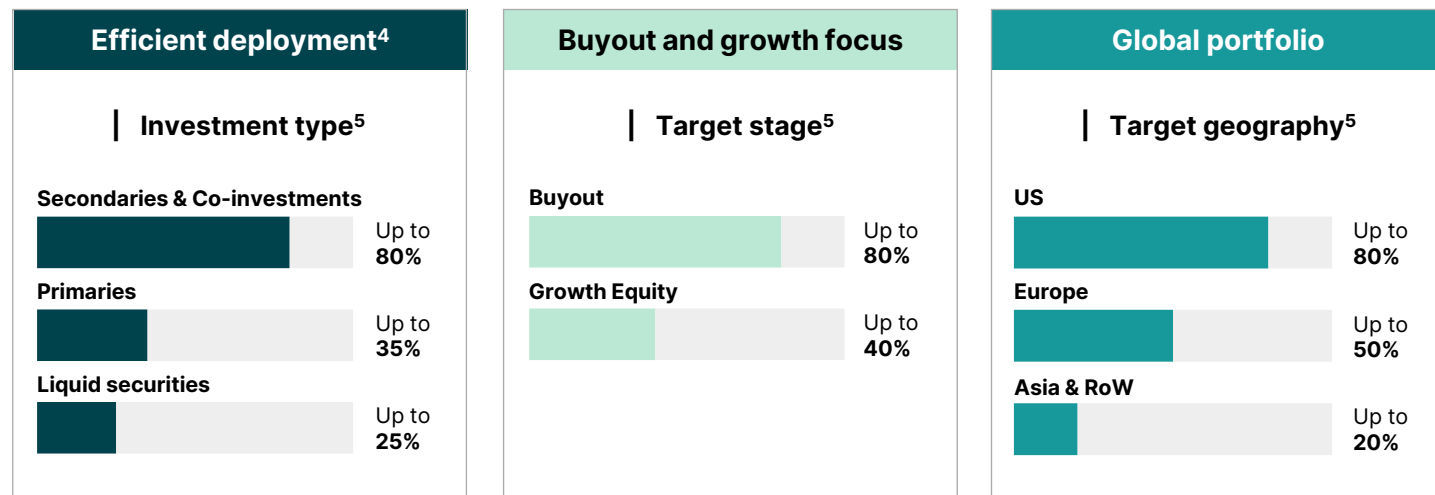 Efficient deployment⁴
Investment type⁵
Secondaries & Co-investments
Up to
80%
Primaries
Up to
35%
Liquid securities
Up to
25%
Buyout and growth focus
Target stage⁵
Buyout
Up to
80%
Growth Equity
Up to
40%
Global portfolio
Target geography⁵
US
Up to
80%
Europe
Up to
50%
Asia & RoW
Up to
20%